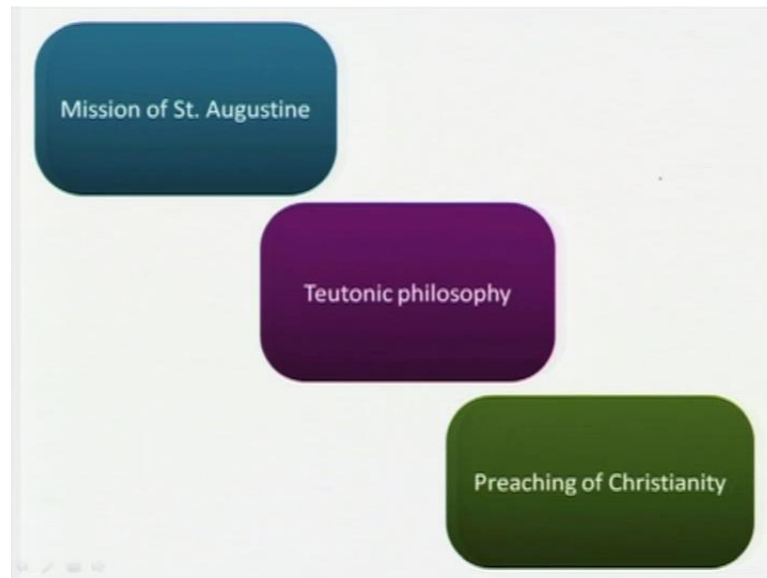 Mission of St. Augustine
Teutonic philosophy
Preaching of Christianity